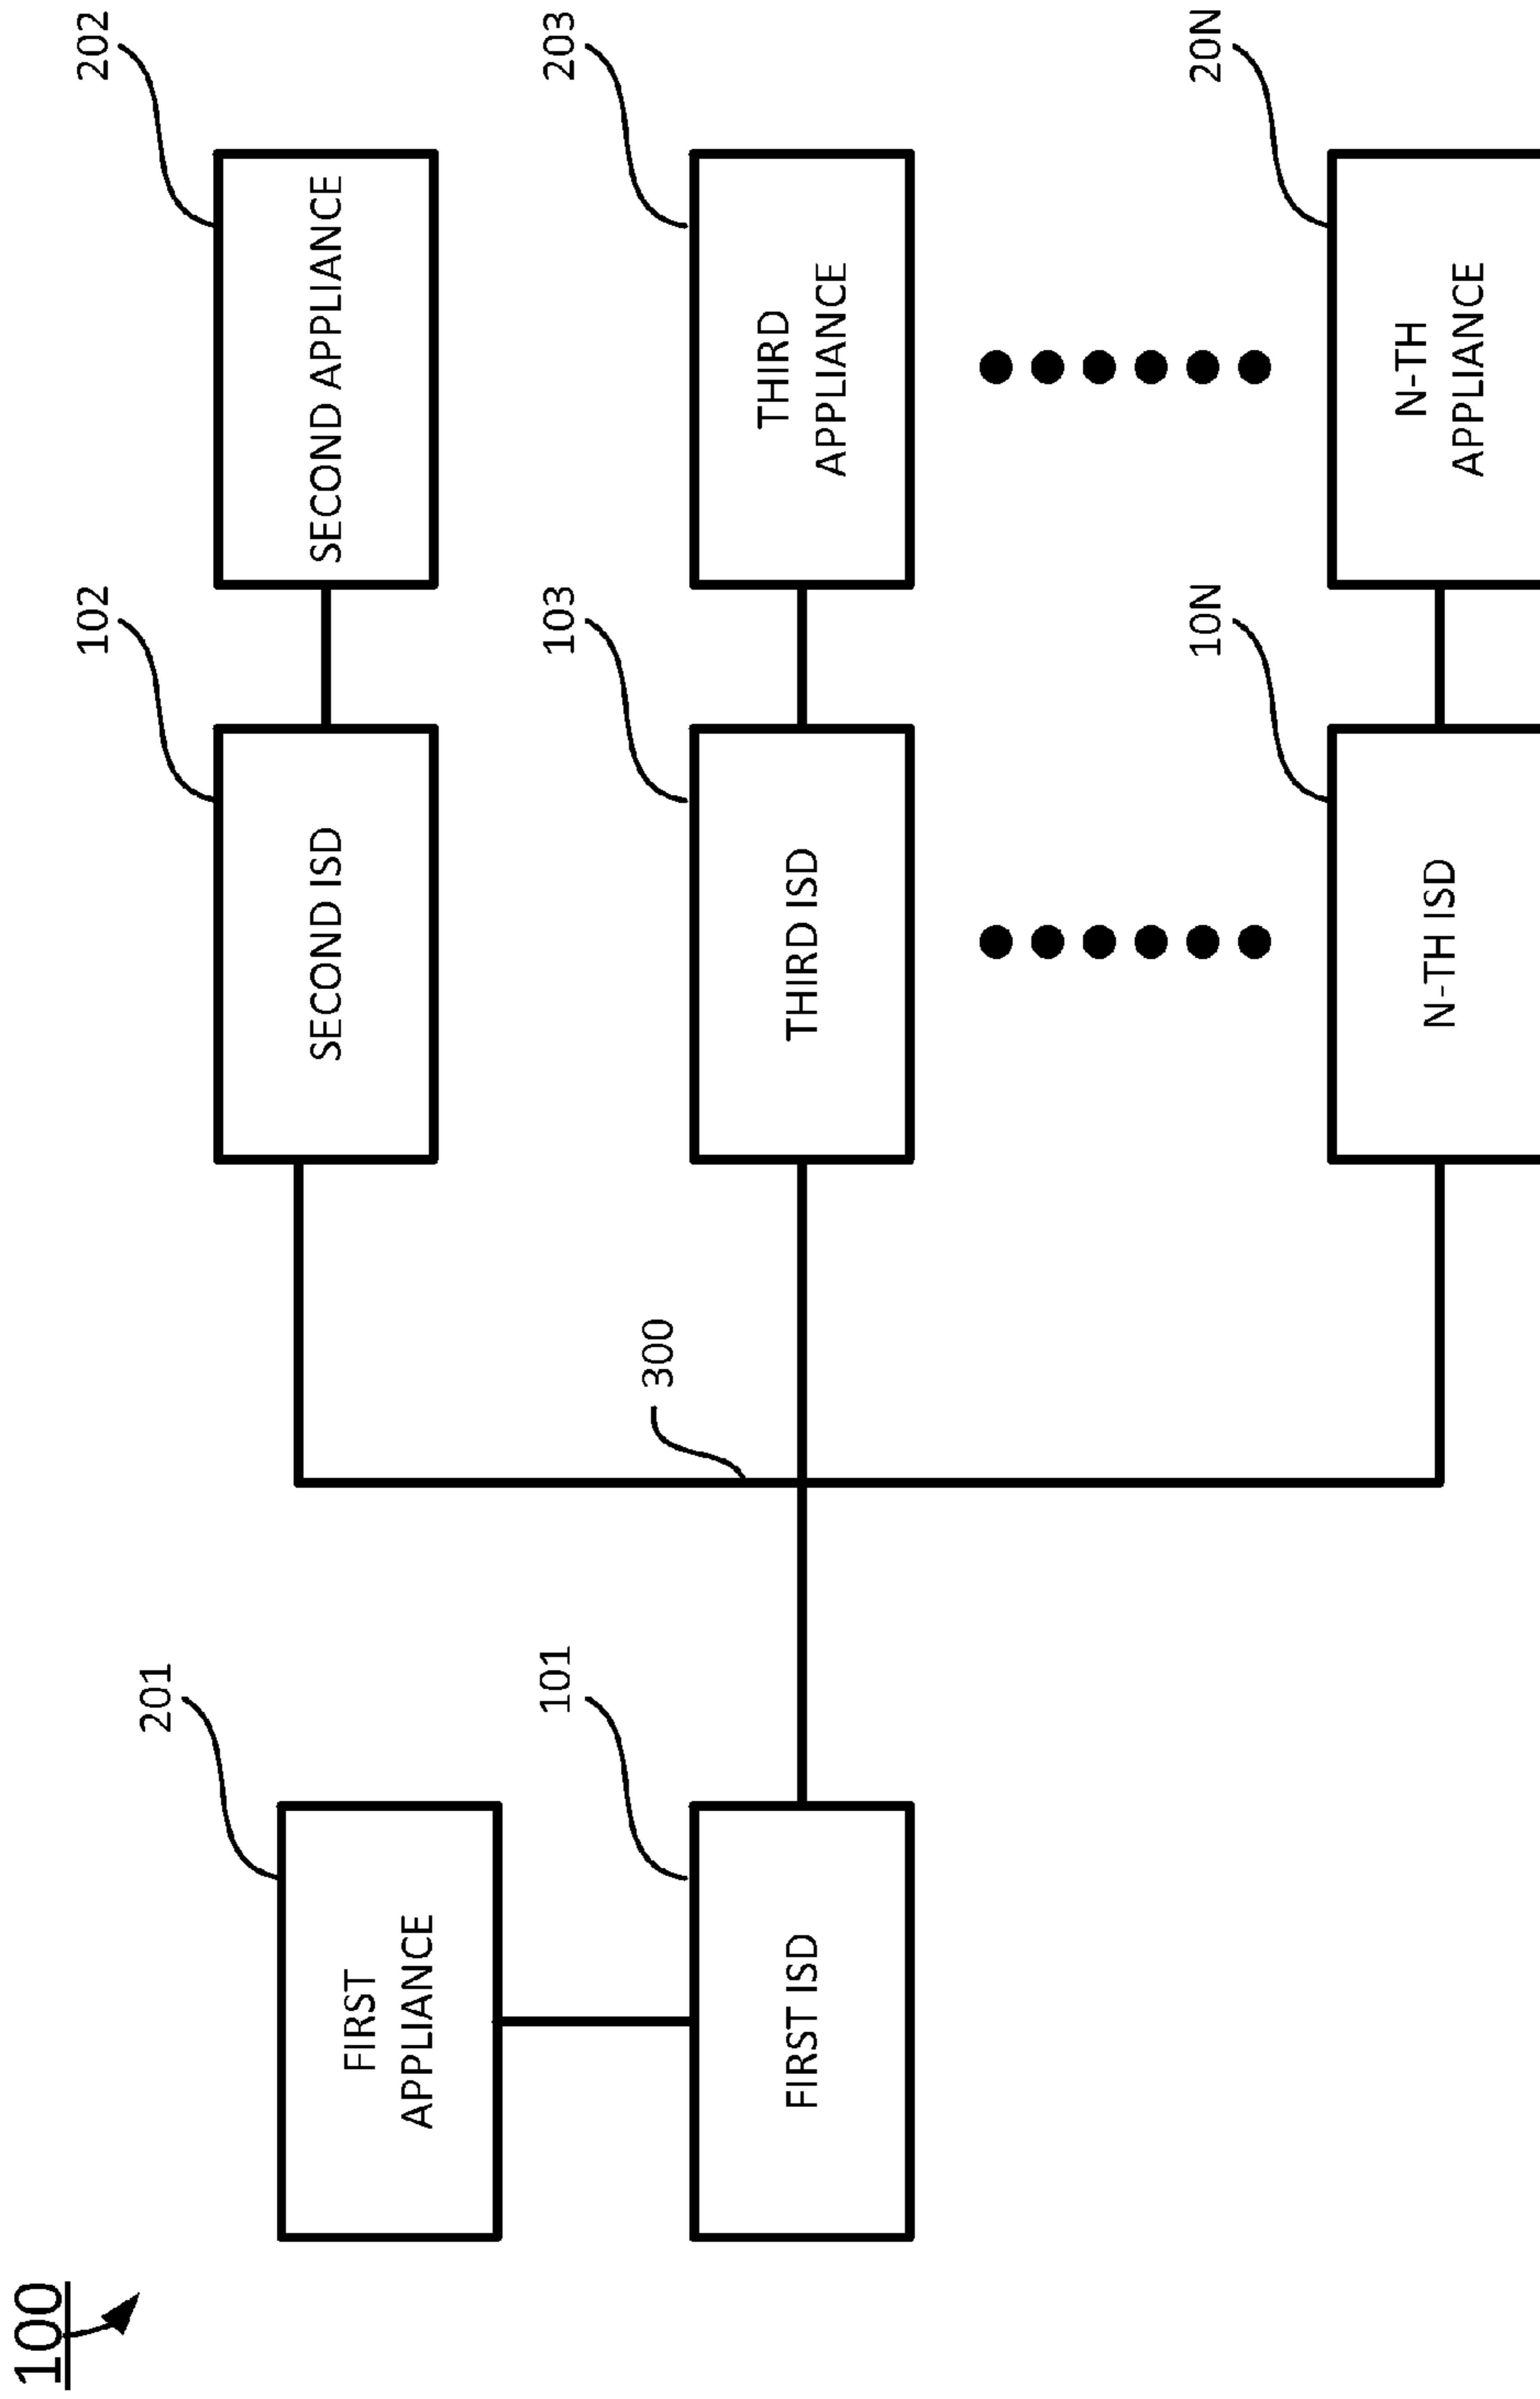 100
201
FIRST
APPLIANCE
101
FIRST ISD
300
102
SECOND ISD
202
SECOND APPLIANCE
103
THIRD ISD
203
THIRD
APPLIANCE
10N
N-TH ISD
20N
N-TH
APPLIANCE